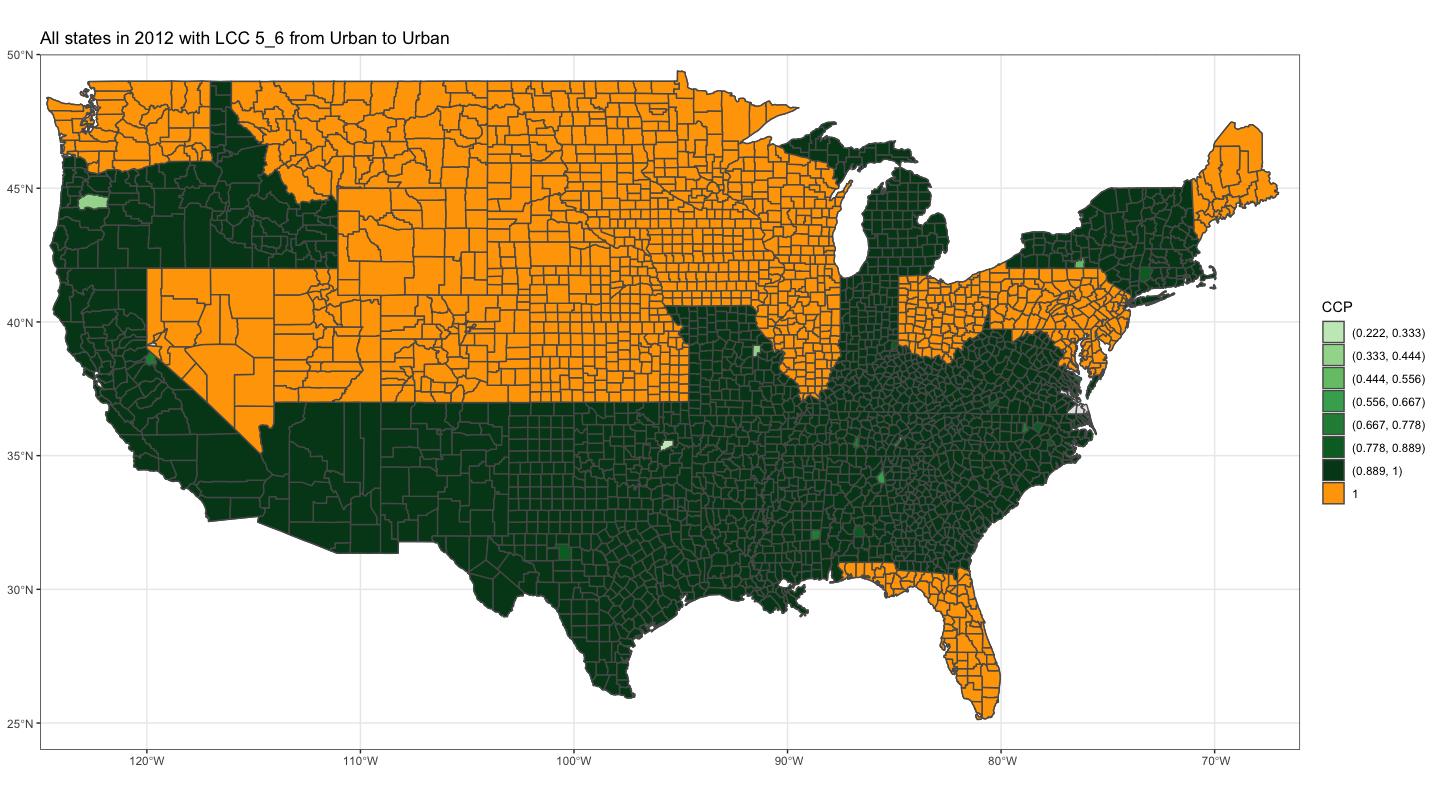 All states in 2012 with LCC 5_6 from Urban to Urban
50°N
45°N
40°N
35°N
30°N
25°N
120°W
110°W
100°W
90°W
80°W
70°W
CCP
(0.222, 0.333)
(0.333, 0.444)
(0.444, 0.556)
(0.556, 0.667)
(0.667, 0.778)
(0.778, 0.889)
(0.889, 1)
1